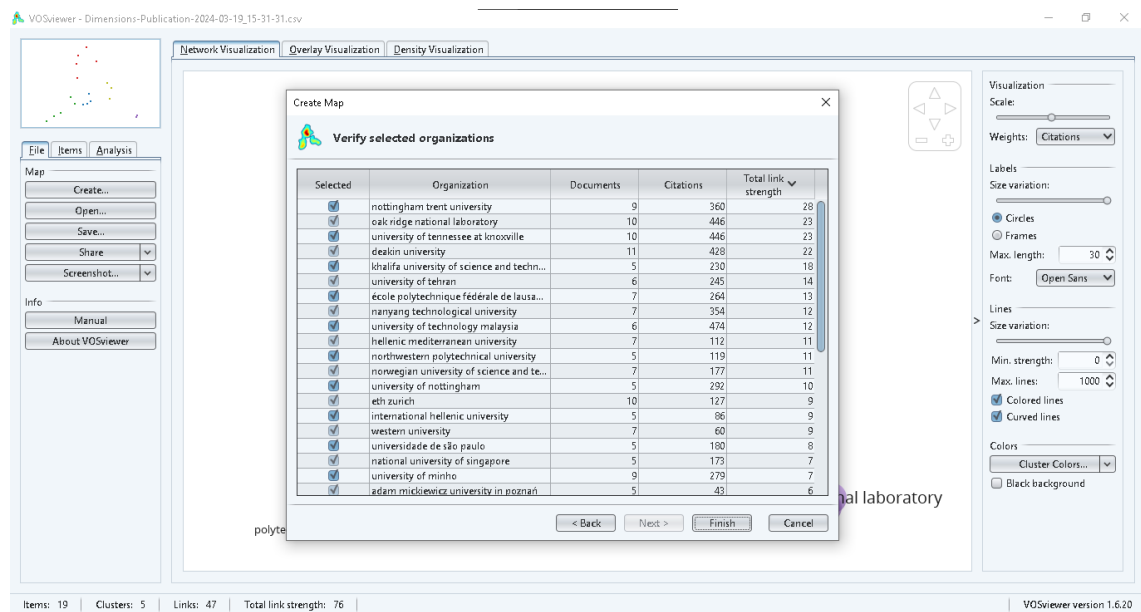 VOSviewer - Dimensions-Publication-2024-03-19_15-31-31.csv
Network Visualization Overlay Visualization Density Visualization
File Items Analysis
Map
Create...
Open...
Save...
Share
Screenshot...
Info
Manual
About VOSviewer
Create Map
Verify selected organizations
Selected Organization Documents Citations Total link strength
nottingham trent university 9 360 28
oak ridge national laboratory 10 446 23
university of tennessee at knoxville 10 446 23
deakin university 11 428 22
khalifa university of science and techn... 5 230 18
university of tehran 6 245 14
école polytechnique fédérale de lausa... 7 264 13
nanyang technological university 7 354 12
university of technology malaysia 6 474 12
hellenic mediterranean university 7 112 11
northwestern polytechnical university 5 119 11
norwegian university of science and te... 7 177 11
university of nottingham 5 292 10
eth zurich 10 127 9
international hellenic university 5 86 9
western university 7 60 9
universidade de são paulo 5 180 8
national university of singapore 5 173 7
university of minho 9 279 7
adam mickiewicz university in poznań 5 43 6
< Back Next > Finish Cancel
polyte
nal laboratory
Visualization
Scale:
Weights: Citations
Labels
Size variation:
Circles
Frames
Max. length: 30
Font: Open Sans
Lines
Size variation:
Min. strength: 0
Max. lines: 1000
Colored lines
Curved lines
Colors
Cluster Colors...
Black background
Items: 19 Clusters: 5 Links: 47 Total link strength: 76
VOSviewer version 1.6.20